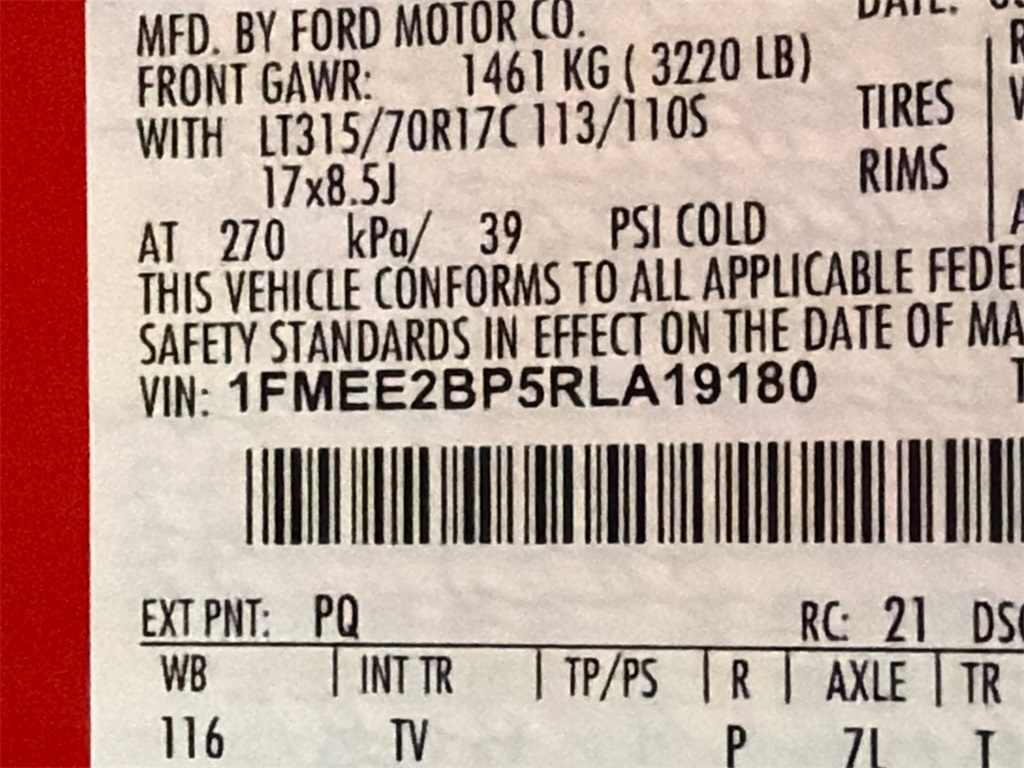 MFD. BY FORD MOTOR CO. DATE:
FRONT GAWR: 1461 KG ( 3220 LB)
WITH LT315/70R17C 113/110S TIRES
17x8.5J RIMS
AT 270 kPa/ 39 PSI COLD
THIS VEHICLE CONFORMS TO ALL APPLICABLE
SAFETY STANDARDS IN EFFECT ON THE DATE OF
VIN: 1FMEE2BP5RLA19180
EXT PNT: PQ RC: 21
WB INT TR TP/PS R AXLE TR
116 TV P 7L T